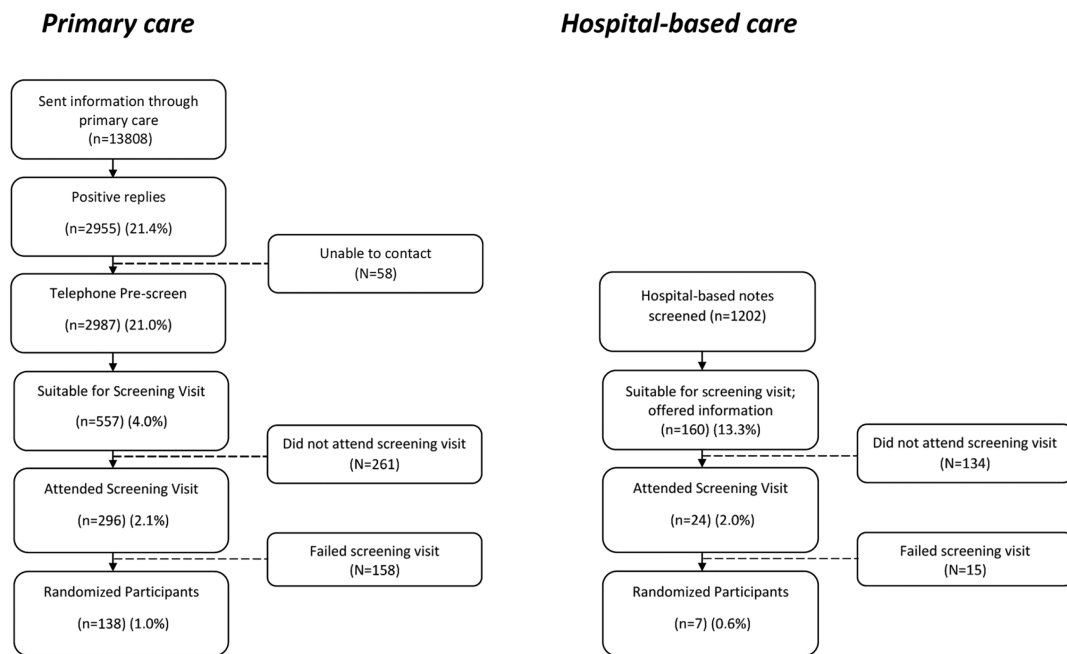 Primary care
Sent information through
primary care
(n=13808)
Positive replies
(n=2955) (21.4%)
Unable to contact
(N=58)
Telephone Pre-screen
(n=2987) (21.0%)
Suitable for Screening Visit
(n=557) (4.0%)
Did not attend screening visit
(N=261)
Attended Screening Visit
(n=296) (2.1%)
Failed screening visit
(N=158)
Randomized Participants
(n=138) (1.0%)
Hospital-based care
Hospital-based notes
screened (n=1202)
Suitable for screening visit;
offered information
(n=160) (13.3%)
Did not attend screening visit
(N=134)
Attended Screening Visit
(n=24) (2.0%)
Failed screening visit
(N=15)
Randomized Participants
(n=7) (0.6%)